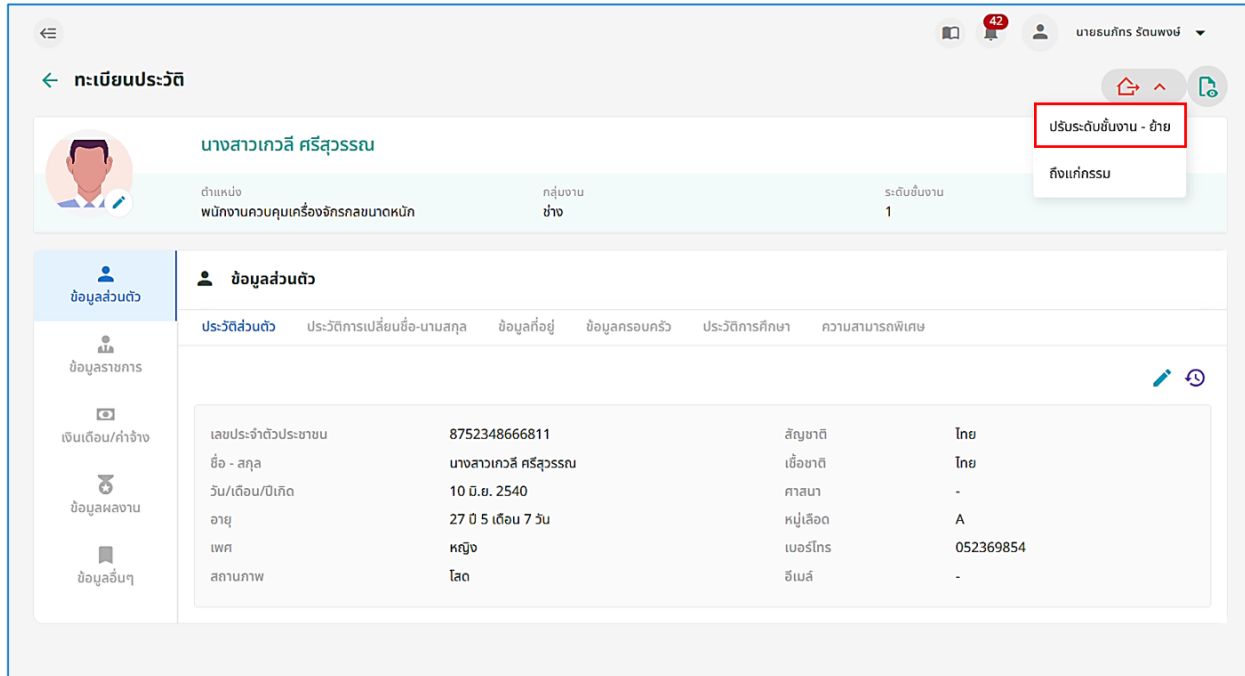 42
นายธนภัทร รัตนพงษ์
ทะเบียนประวัติ
ปรับระดับชั้นงาน - ย้าย
ถึงแก่กรรม
นางสาวเกวลี ศรีสุวรรณ
ตำแหน่ง กลุ่มงาน ระดับชั้นงาน
พนักงานควบคุมเครื่องจักรกลขนาดหนัก ช่าง 1
ข้อมูลส่วนตัว
ข้อมูลราชการ
เงินเดือน/ค่าจ้าง
ข้อมูลผลงาน
ข้อมูลอื่นๆ
ข้อมูลส่วนตัว
ประวัติส่วนตัว ประวัติการเปลี่ยนชื่อ-นามสกุล ข้อมูลที่อยู่ ข้อมูลครอบครัว ประวัติการศึกษา ความสามารถพิเศษ
เลขประจำตัวประชาชน 8752348666811 สัญชาติ ไทย
ชื่อ - สกุล นางสาวเกวลี ศรีสุวรรณ เชื้อชาติ ไทย
วัน/เดือน/ปีเกิด 10 มิ.ย. 2540 ศาสนา -
อายุ 27 ปี 5 เดือน 7 วัน หมู่เลือด A
เพศ หญิง เบอร์โทร 052369854
สถานภาพ โสด อีเมล์ -